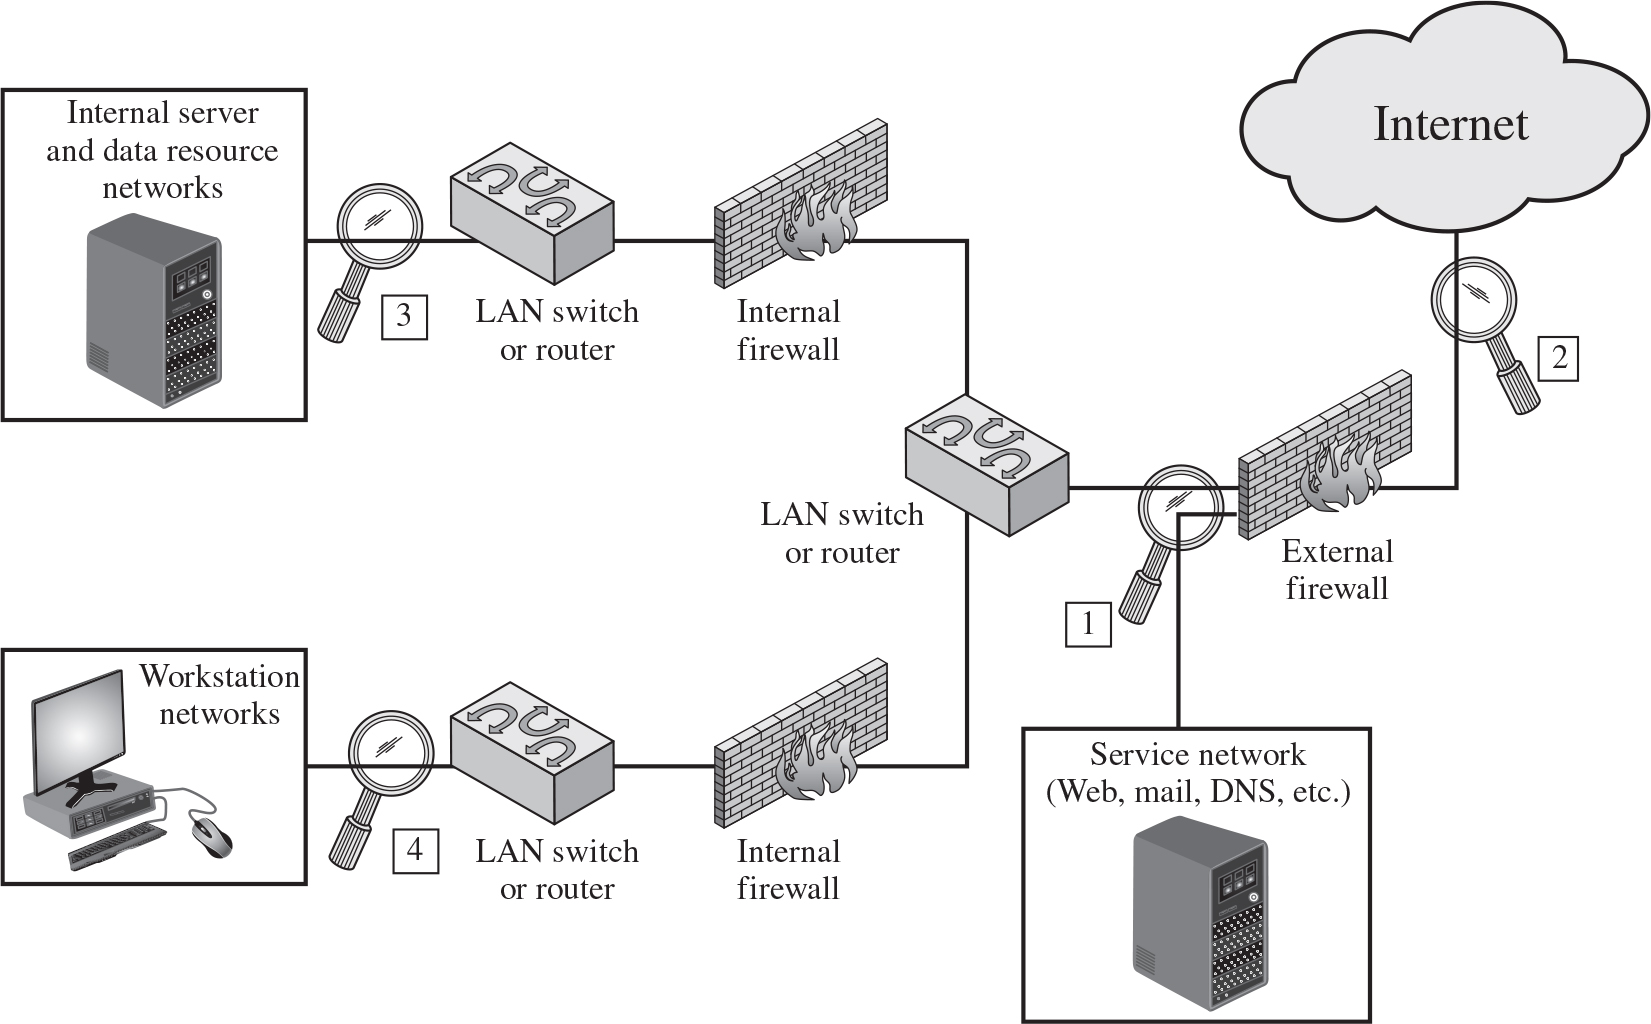 Internet
Internal server
and data resource
networks
3
LAN switch
or router
Internal
firewall
2
LAN switch
or router
External
firewall
1
Workstation
networks
4
LAN switch
or router
Internal
firewall
Service network
(Web, mail, DNS, etc.)